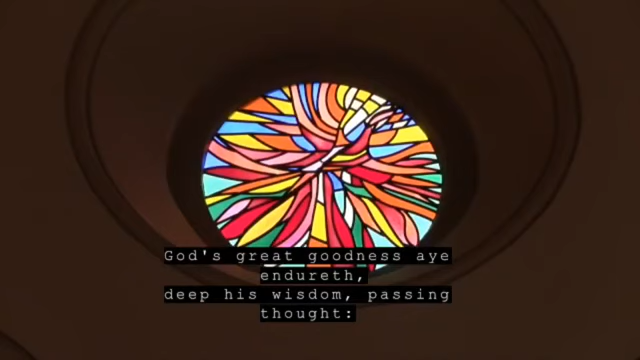 God's great goodness aye
endureth,
deep his wisdom, passing
thought: